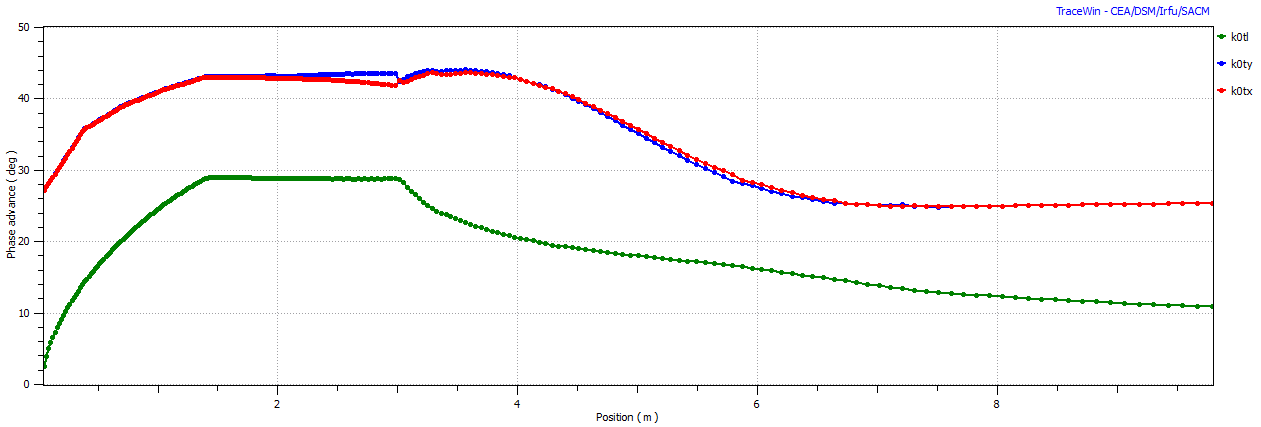 TraceWin - CEA/DSM/Irfu/SACM
50
40
30
20
10
0
Phase advance ( deg )
2
4
6
8
Position ( m )
k0tl
k0ty
k0tx